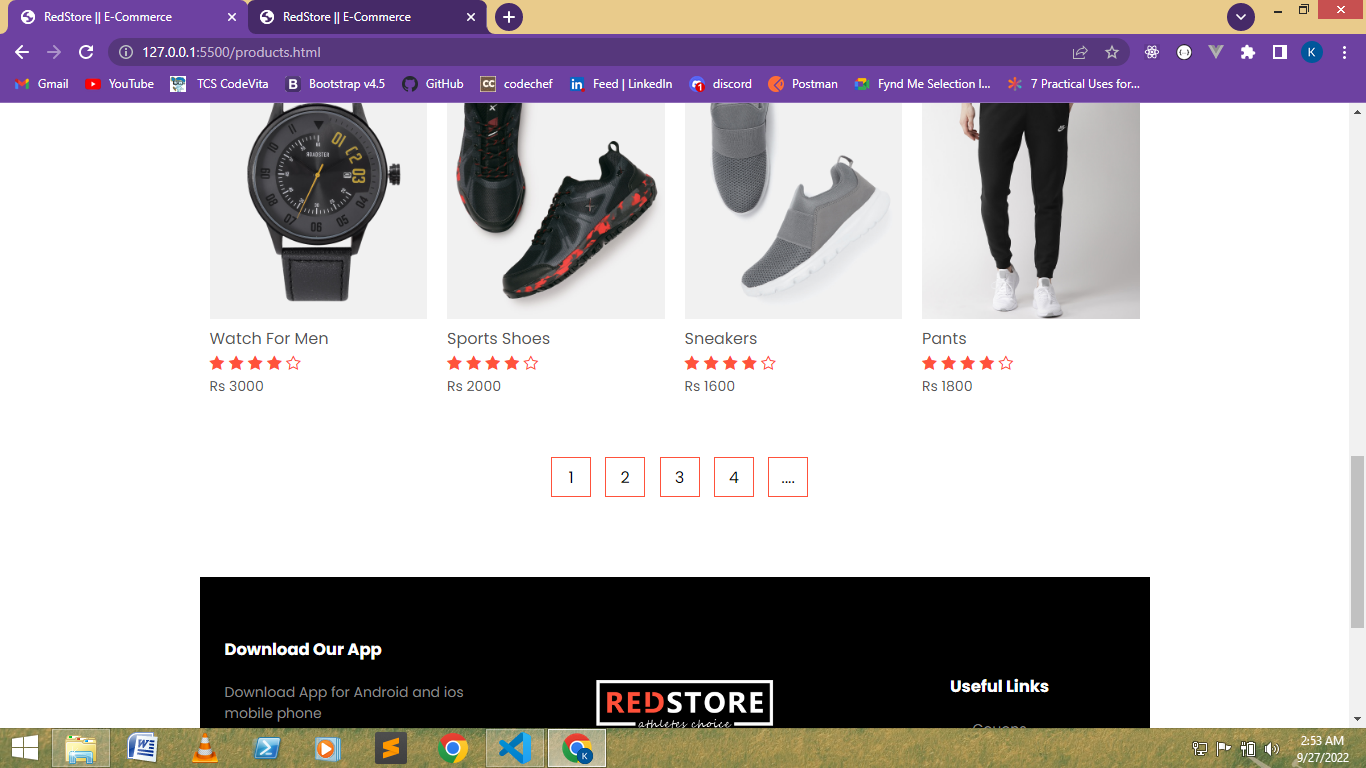 RedStore || E-Commerce
RedStore || E-Commerce
127.0.0.1:5500/products.html
K
Gmail
YouTube
TCS CodeVita
B Bootstrap v4.5
GitHub
CC codechef
in Feed | LinkedIn
discord
Postman
Fynd Me Selection I...
7 Practical Uses for...
ROADSTER
Watch For Men
Rs 3000
Sports Shoes
Rs 2000
Sneakers
Rs 1600
Pants
Rs 1800
1 2 3 4 ....
Download Our App
Download App for Android and ios
mobile phone
REDSTORE
athletes choice
Useful Links
Coupons
2:53 AM
9/27/2022